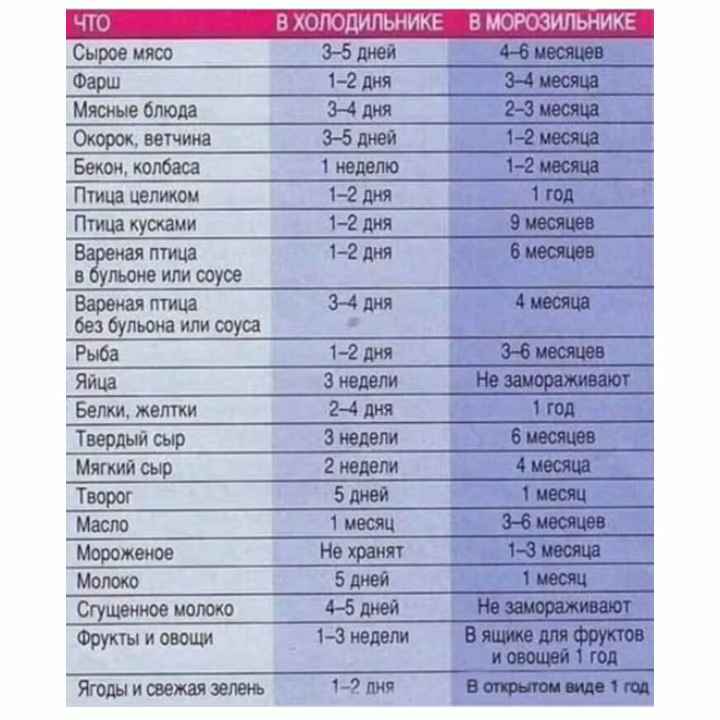 ЧТО В ХОЛОДИЛЬНИКЕ В МОРОЗИЛЬНИКЕ
Сырое мясо 3–5 дней 4–6 месяцев
Фарш 1–2 дня 3–4 месяца
Мясные блюда 3–4 дня 2–3 месяца
Окорок, ветчина 3–5 дней 1–2 месяца
Бекон, колбаса 1 неделю 1–2 месяца
Птица целиком 1–2 дня 1 год
Птица кусками 1–2 дня 9 месяцев
Вареная птица 1–2 дня 6 месяцев
в бульоне или соусе
Вареная птица 3–4 дня 4 месяца
без бульона или соуса
Рыба 1–2 дня 3–6 месяцев
Яйца 3 недели Не замораживают
Белки, желтки 2–4 дня 1 год
Твердый сыр 3 недели 6 месяцев
Мягкий сыр 2 недели 4 месяца
Творог 5 дней 1 месяц
Масло 1 месяц 3–6 месяцев
Мороженое Не хранят 1–3 месяца
Молоко 5 дней 1 месяц
Сгущенное молоко 4–5 дней Не замораживают
Фрукты и овощи 1–3 недели В ящике для фруктов
и овощей 1 год
Ягоды и свежая зелень 1–2 дня В открытом виде 1 год